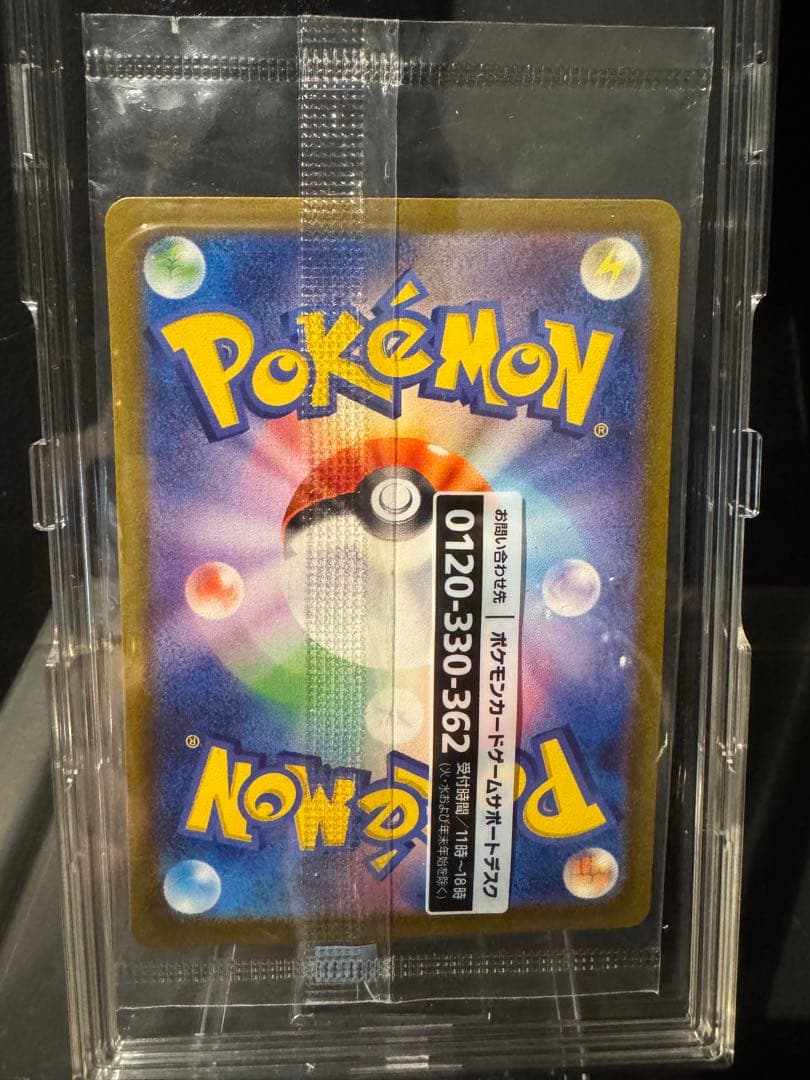 POKéMON
®
お問い合わせ先 | ポケモンカードゲームサポートデスク
0120-330-362 受付時間/11時~18時
(火・水および年末年始を除く)
POKéMON
®